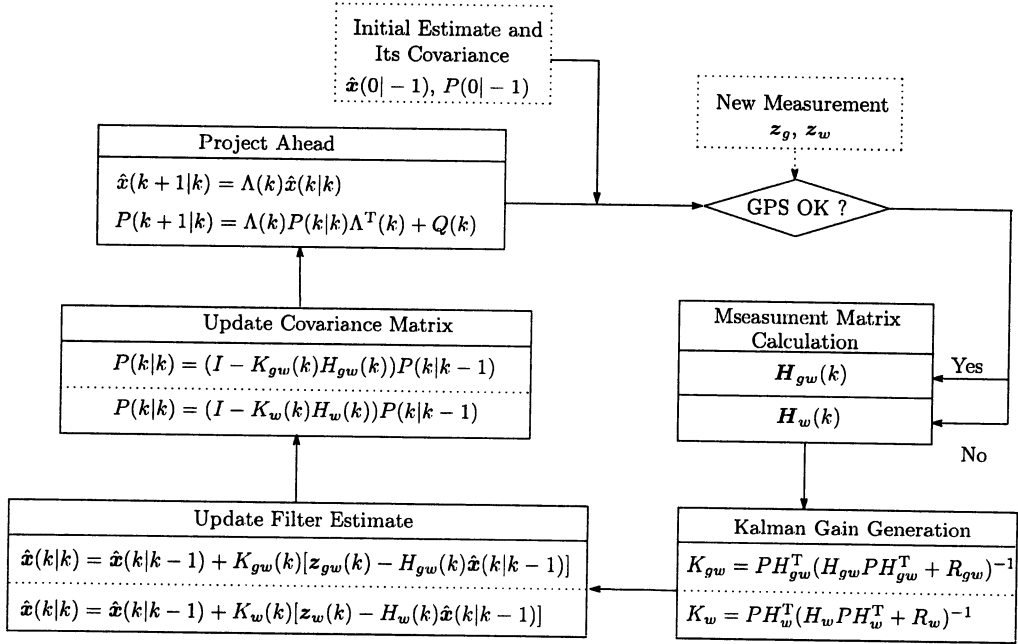 Initial Estimate and
Its Covariance
x̂(0|−1), P(0|−1)
New Measurement
z_g, z_w
Project Ahead
x̂(k + 1|k) = Λ(k)x̂(k|k)
P(k + 1|k) = Λ(k)P(k|k)Λ^T(k) + Q(k)
GPS OK ?
Update Covariance Matrix
P(k|k) = (I − K_gw(k)H_gw(k))P(k|k − 1)
P(k|k) = (I − K_w(k)H_w(k))P(k|k − 1)
Mseasument Matrix
Calculation
H_gw(k)
Yes
H_w(k)
No
Update Filter Estimate
x̂(k|k) = x̂(k|k − 1) + K_gw(k)[z_gw(k) − H_gw(k)x̂(k|k − 1)]
x̂(k|k) = x̂(k|k − 1) + K_w(k)[z_w(k) − H_w(k)x̂(k|k − 1)]
Kalman Gain Generation
K_gw = PH_gw^T(H_gw PH_gw^T + R_gw)^−1
K_w = PH_w^T(H_w PH_w^T + R_w)^−1